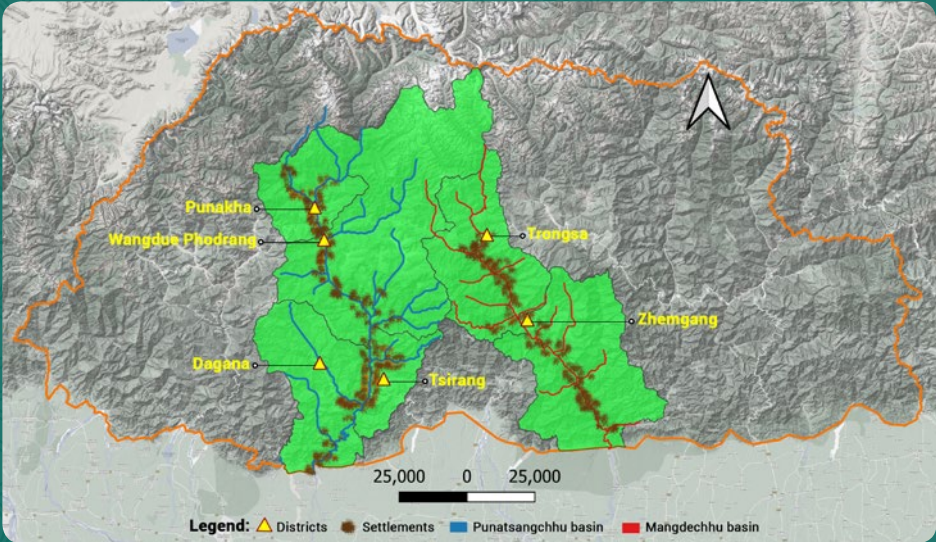 Punakha
Wangdue Phodrang
Trongsa
Zhemgang
Dagana
Tsirang
25,000 0 25,000
Legend: Districts Settlements Punatsangchhu basin Mangdechhu basin